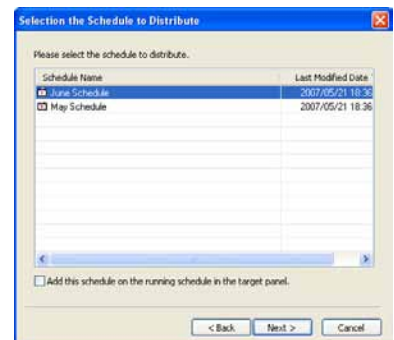 Selection the Schedule to Distribute
Please select the schedule to distribute.
Schedule Name Last Modified Date
June Schedule 2007/05/21 18:36
May Schedule 2007/05/21 18:36
Add this schedule on the running schedule in the target panel.
< Back Next > Cancel